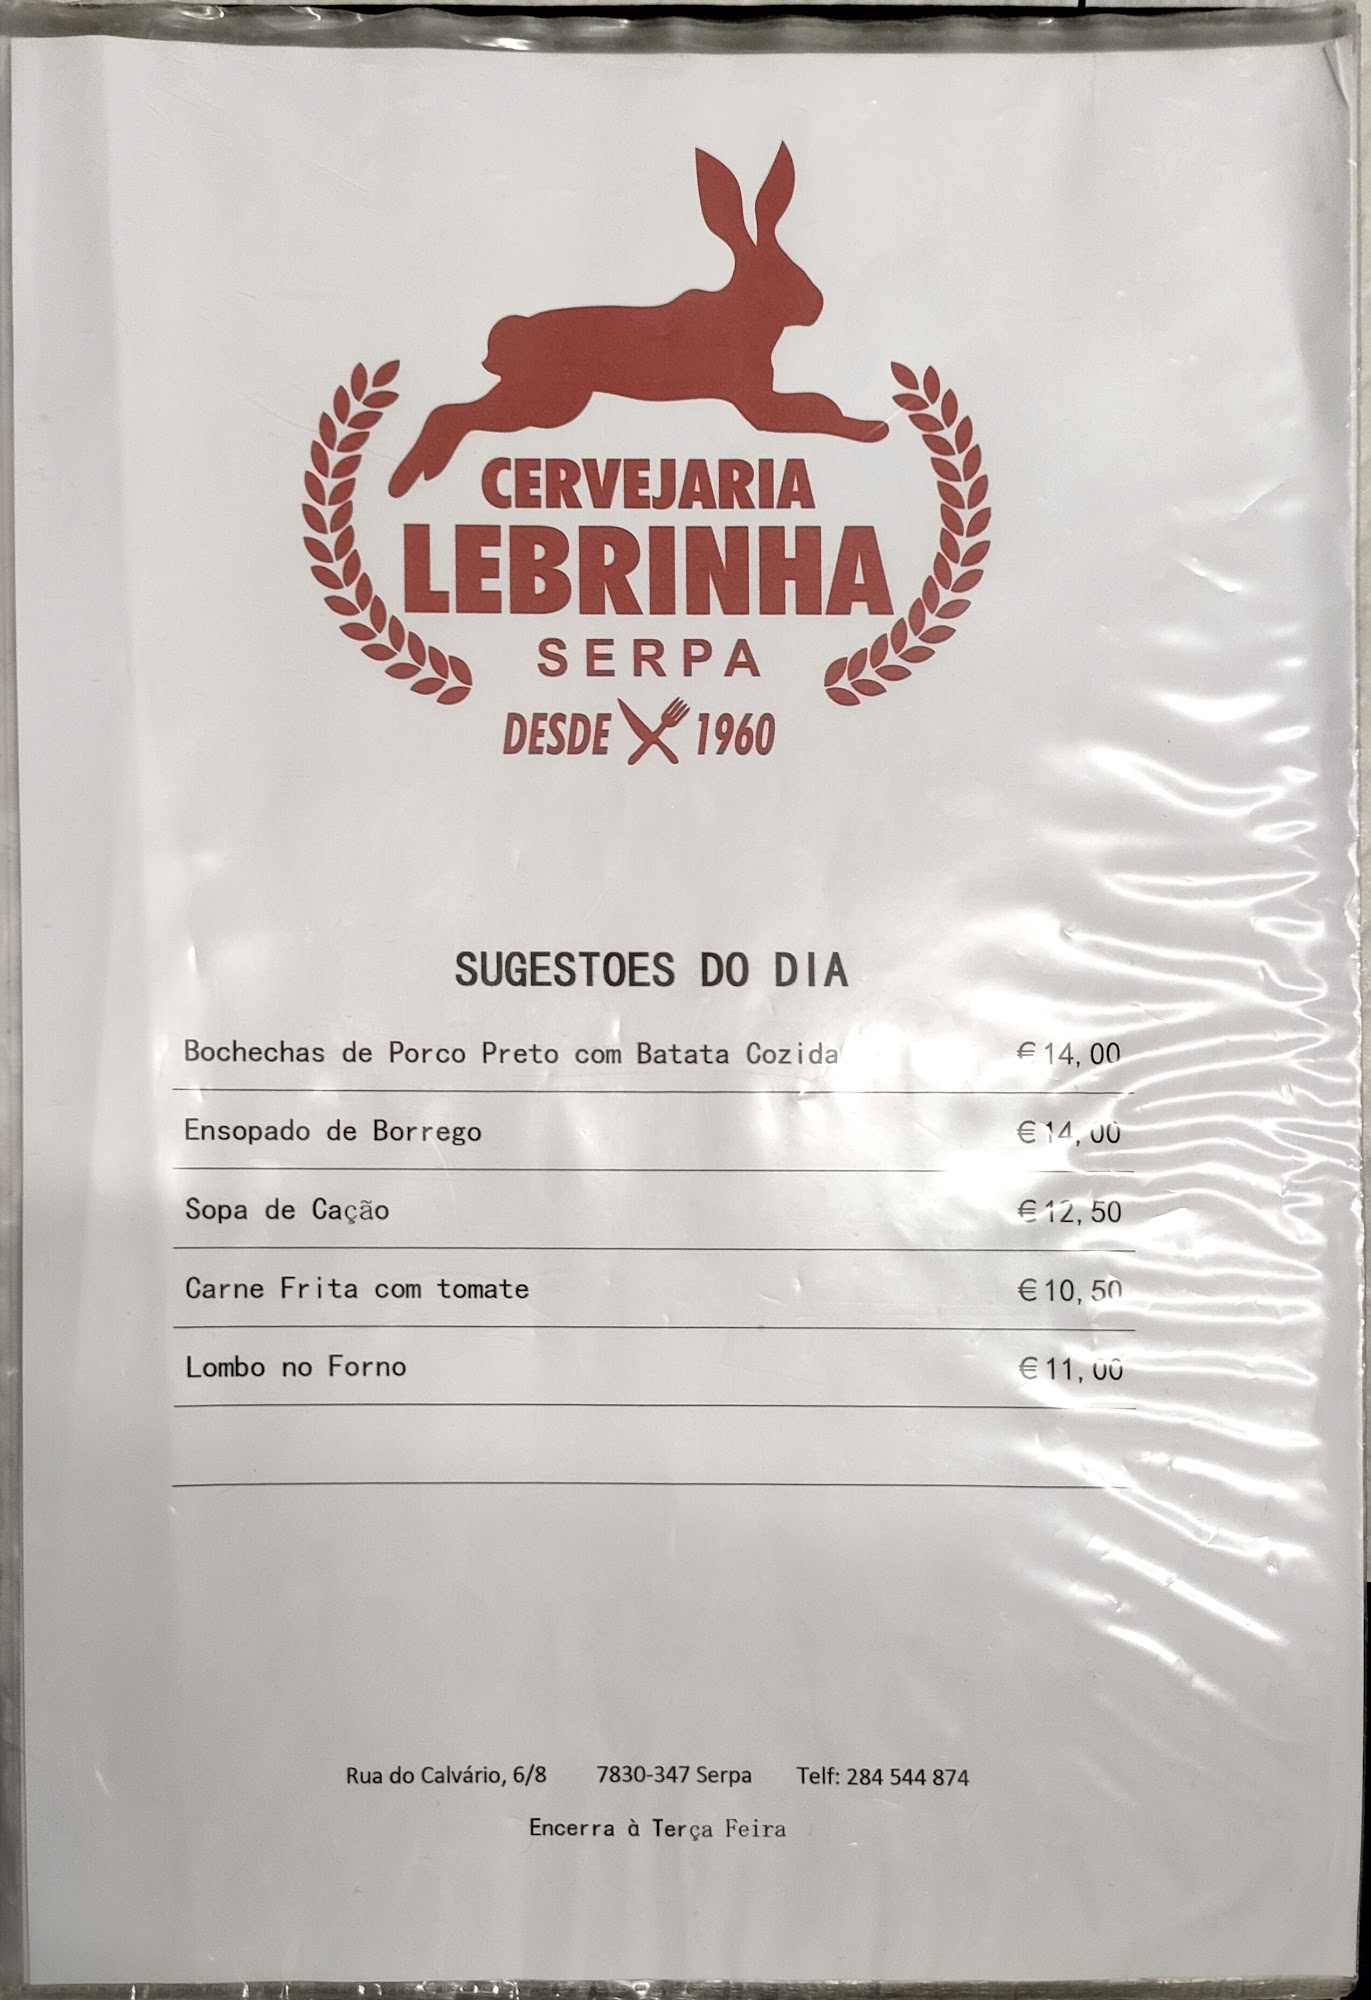 CERVEJARIA
LEBRINHA
SERPA
DESDE 1960
SUGESTOES DO DIA
Bochechas de Porco Preto com Batata Cozida €14,00
Ensopado de Borrego €14,00
Sopa de Cação €12,50
Carne Frita com tomate €10,50
Lombo no Forno €11,00
Rua do Calvário, 6/8 7830-347 Serpa Telf: 284 544 874
Encerra à Terça Feira